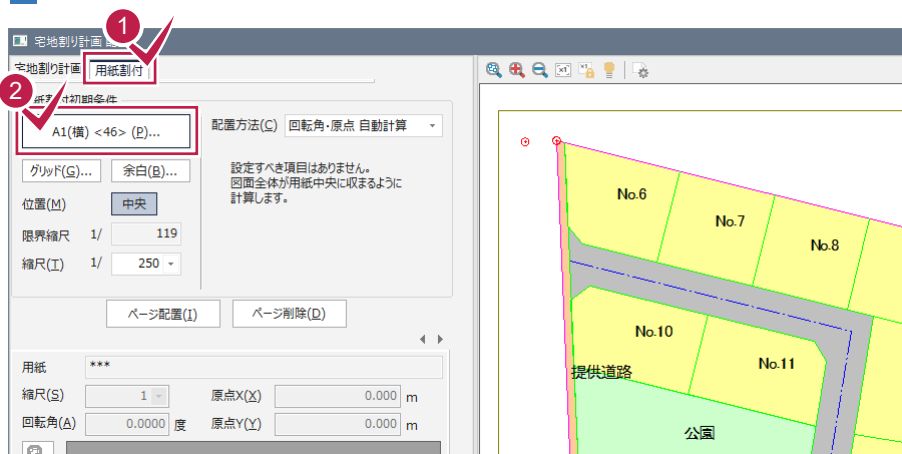 1
宅地割り計画
宅地割り計画 用紙割付
2
用紙割付初期条件
A1(横) <46> (P)...
配置方法(C) 回転角・原点 自動計算
グリッド(G)... 余白(B)...
設定すべき項目はありません。
図面全体が用紙中央に収まるように
計算します。
位置(M) 中央
限界縮尺 1/ 119
縮尺(T) 1/ 250
ページ配置(I) ページ削除(D)
用紙 ***
縮尺(S) 1 原点X(X) 0.000 m
回転角(A) 0.0000 度 原点Y(Y) 0.000 m
×1
No.6
No.7
No.8
No.10
No.11
提供道路
公園